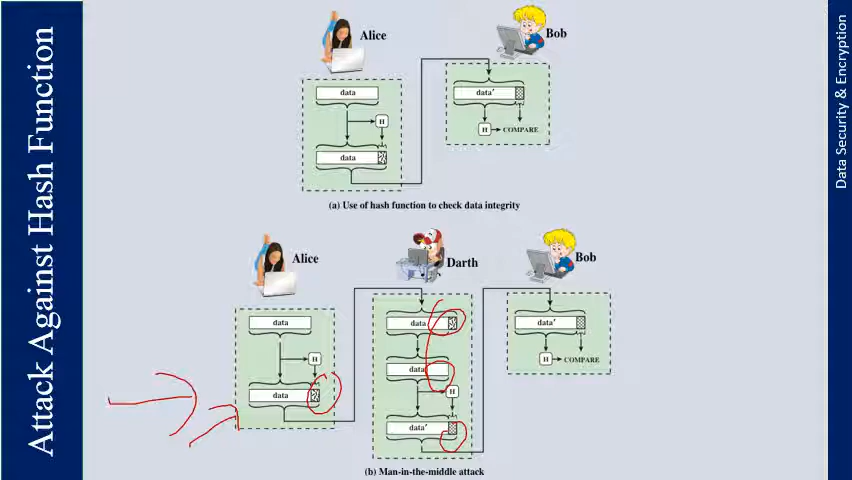 Attack Against Hash Function
Data Security & Encryption
Alice
Bob
data
H
data
data'
H
COMPARE
(a) Use of hash function to check data integrity
Alice
Darth
Bob
data
H
data
data
data
H
data'
data'
H
COMPARE
(b) Man-in-the-middle attack